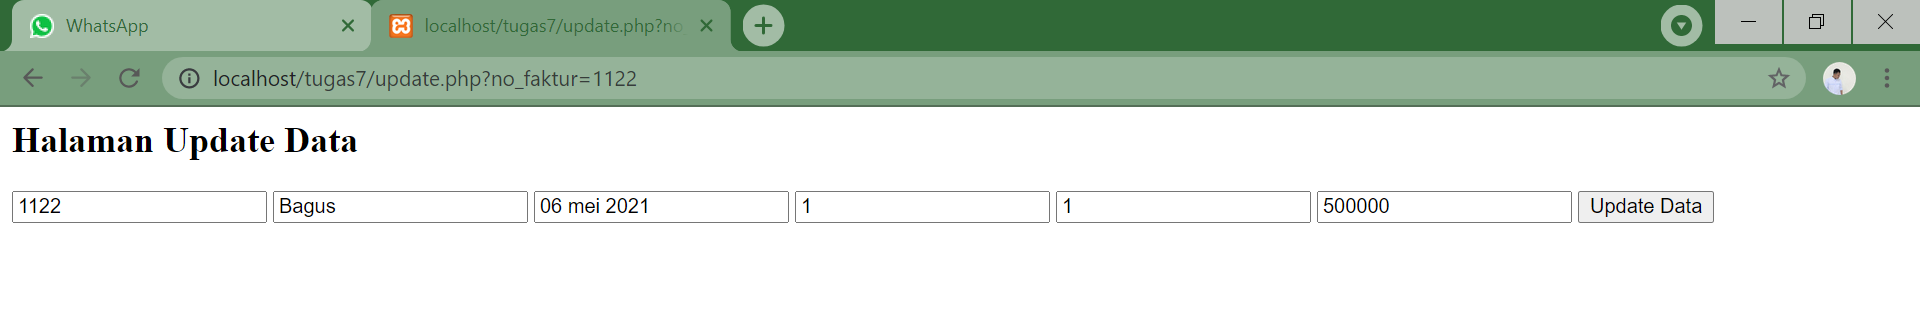 WhatsApp
localhost/tugas7/update.php?no
localhost/tugas7/update.php?no_faktur=1122
Halaman Update Data
1122 Bagus 06 mei 2021 1 1 500000 Update Data